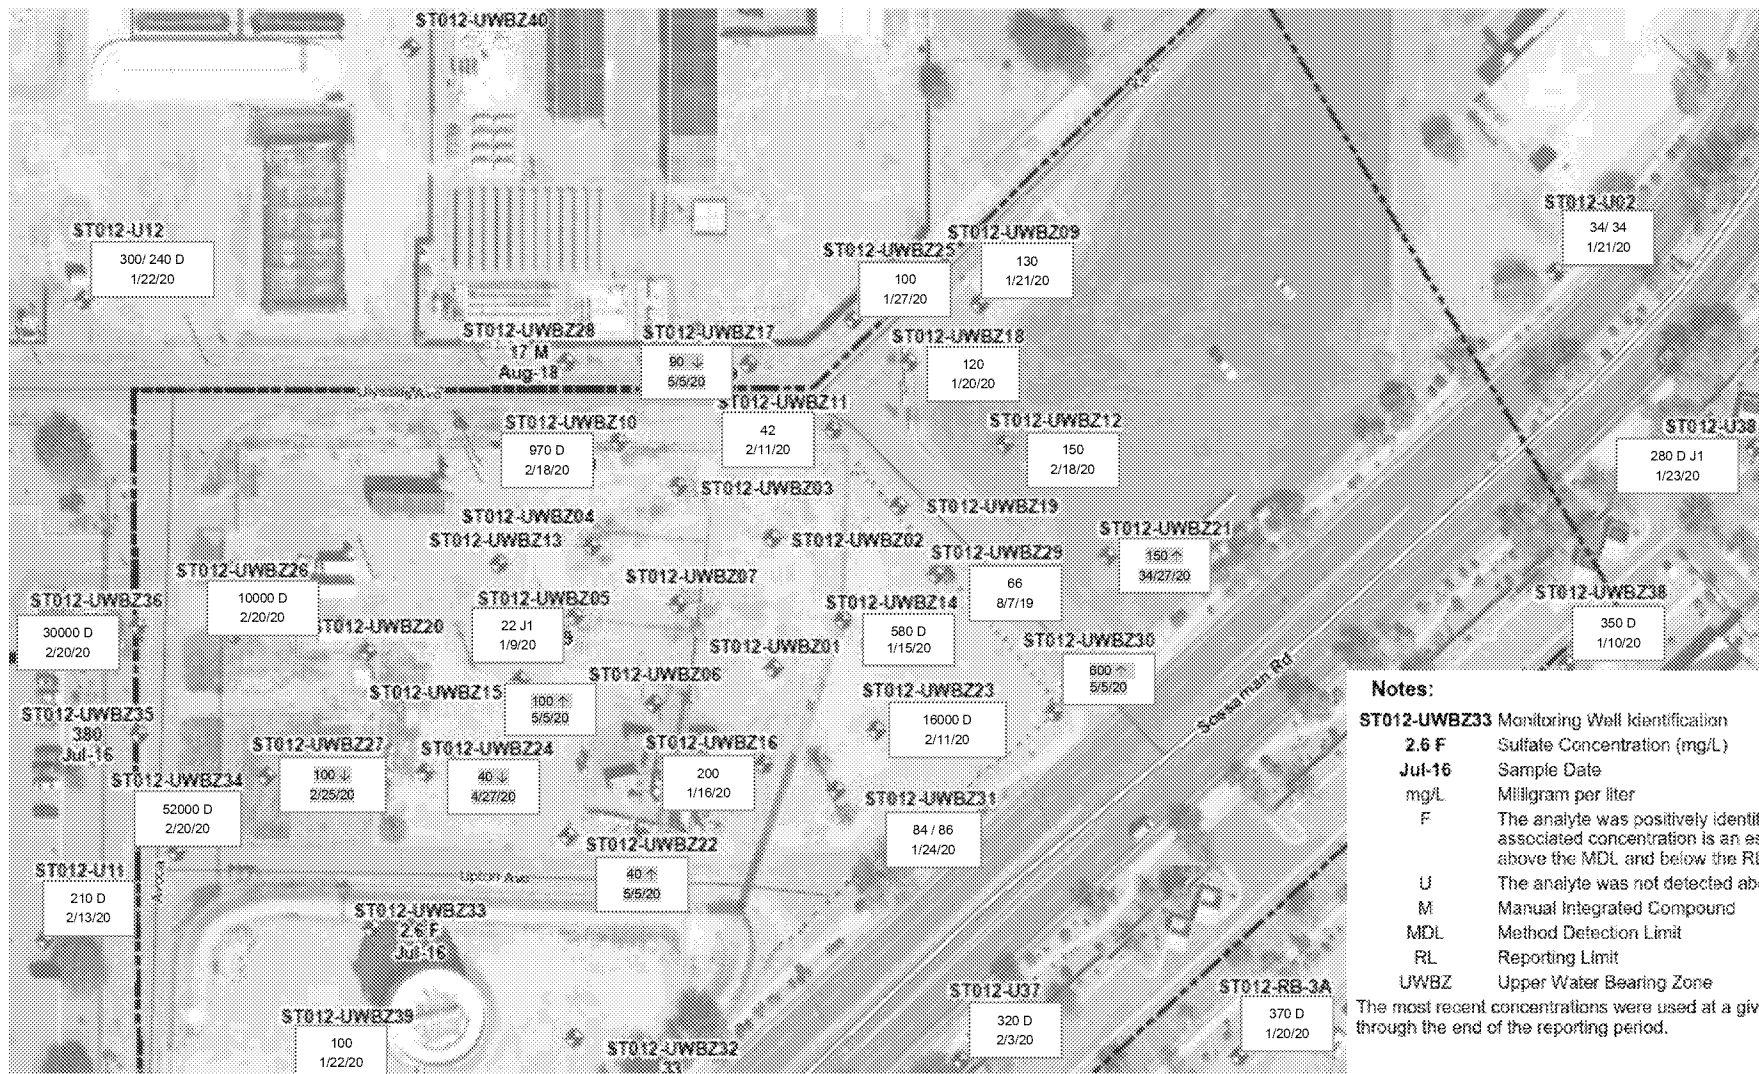 ST012-UWBZ40
Rd
ST012-U02
34/ 34
1/21/20
ST012-U12
300/ 240 D
1/22/20
ST012-UWBZ25*
100
1/27/20
ST012-UWBZ09
130
1/21/20
ST012-UWBZ28
17 M
Aug-18
ST012-UWBZ17
90 ↓
5/5/20
ST012-UWBZ18
120
1/20/20
ST012-UWBZ11
42
2/11/20
ST012-UWBZ10
970 D
2/18/20
ST012-UWBZ12
150
2/18/20
ST012-U38
280 D J1
1/23/20
ST012-UWBZ03
ST012-UWBZ19
ST012-UWBZ04
ST012-UWBZ13
ST012-UWBZ02
ST012-UWBZ21
150 ↑
34/27/20
ST012-UWBZ29
66
8/7/19
ST012-UWBZ26
10000 D
2/20/20
ST012-UWBZ07
ST012-UWBZ36
30000 D
2/20/20
ST012-UWBZ05
22 J1
1/9/20
ST012-UWBZ14
580 D
1/15/20
ST012-UWBZ38
350 D
1/10/20
ST012-UWBZ20
ST012-UWBZ01
ST012-UWBZ30
600 ↑
5/5/20
ST012-UWBZ06
ST012-UWBZ15
100 ↑
5/5/20
ST012-UWBZ23
16000 D
2/11/20
Sossaman Rd
ST012-UWBZ35
380
Jul-16
ST012-UWBZ27
100 ↓
2/25/20
ST012-UWBZ24
40 ↓
4/27/20
ST012-UWBZ16
200
1/16/20
ST012-UWBZ34
52000 D
2/20/20
ST012-UWBZ31
84 / 86
1/24/20
ST012-UWBZ22
40 ↑
5/5/20
ST012-U11
210 D
2/13/20
Upton Ave
ST012-UWBZ33
2.6 F
Jul-16
ST012-U37
320 D
2/3/20
ST012-RB-3A
370 D
1/20/20
ST012-UWBZ39
100
1/22/20
ST012-UWBZ32
33
Notes:
ST012-UWBZ33 Monitoring Well Identification
2.6 F Sulfate Concentration (mg/L)
Jul-16 Sample Date
mg/L Milligram per liter
F The analyte was positively identif
associated concentration is an es
above the MDL and below the RL
U The analyte was not detected abo
M Manual Integrated Compound
MDL Method Detection Limit
RL Reporting Limit
UWBZ Upper Water Bearing Zone
The most recent concentrations were used at a giv
through the end of the reporting period.